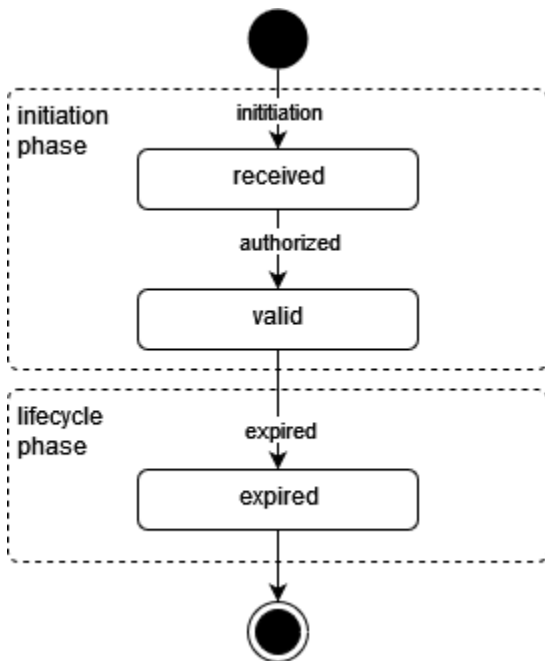 initiation
phase
inititiation
received
authorized
valid
lifecycle
phase
expired
expired